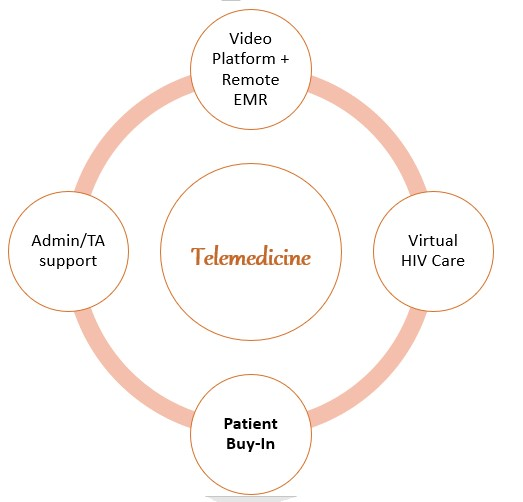 Video
Platform +
Remote
EMR
Admin/TA
support
Telemedicine
Virtual
HIV Care
Patient
Buy-In